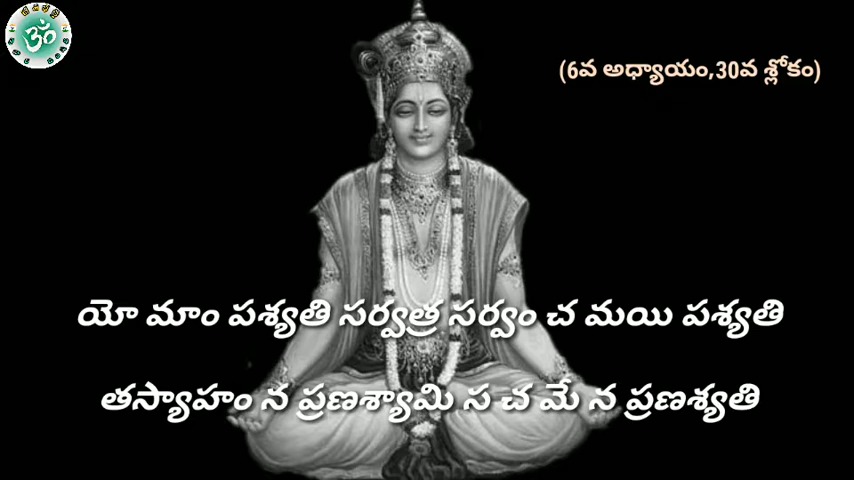 (6వ అధ్యాయం,30వ శ్లోకం)
యో మాం పశ్యతి సర్వత్ర సర్వం చ మయి పశ్యతి
తస్యాహం న ప్రణశ్యామి స చ మే న ప్రణశ్యతి